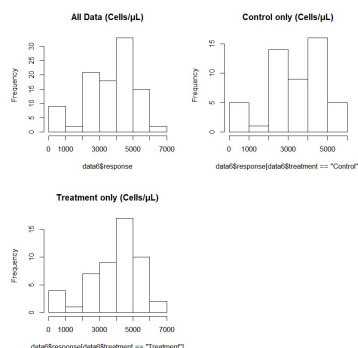 All Data (Cells/µL)
Frequency
0 5 10 15 20 25 30
0 1000 3000 5000 7000
data6$response
Control only (Cells/µL)
Frequency
0 5 10 15
0 1000 3000 5000
data6$response[data6$treatment == "Control"
Treatment only (Cells/µL)
Frequency
0 5 10 15
0 1000 3000 5000 7000
data6$response[data6$treatment == "Treatment"]